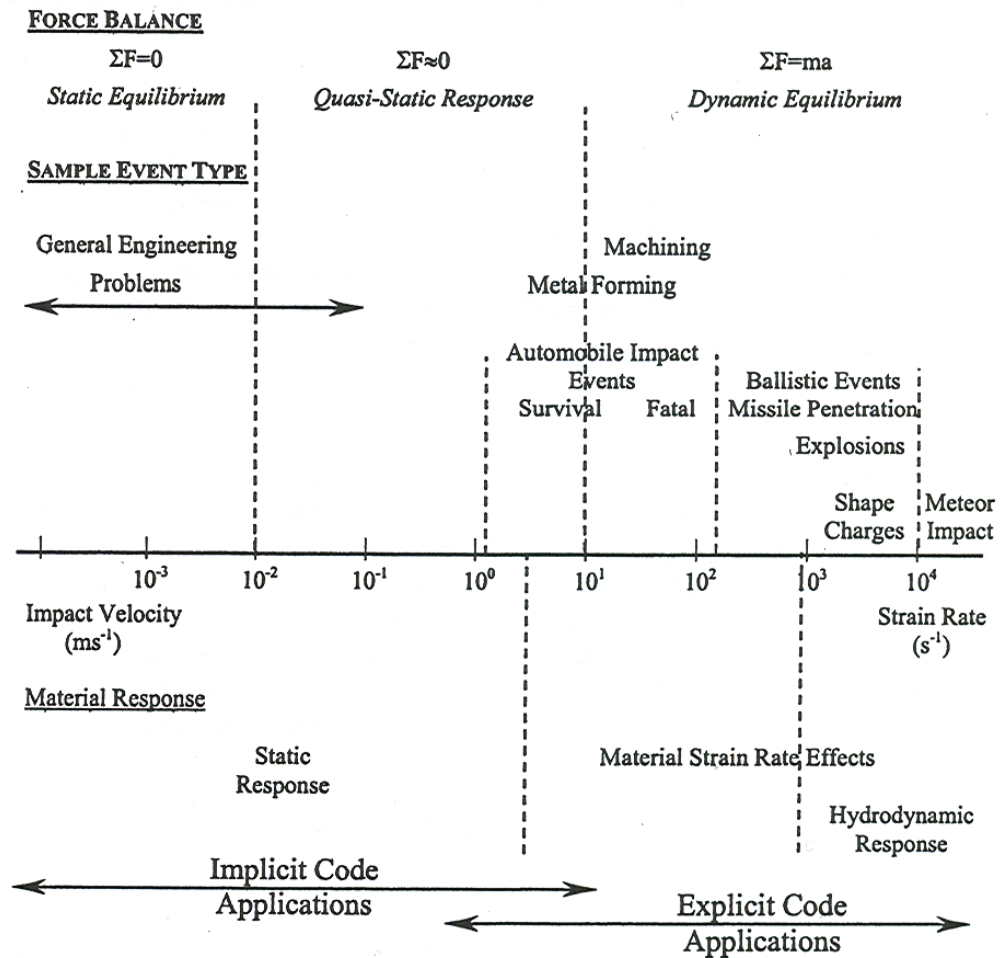 FORCE BALANCE
ΣF=0
ΣF≈0
ΣF=ma
Static Equilibrium
Quasi-Static Response
Dynamic Equilibrium
SAMPLE EVENT TYPE
General Engineering
Problems
Machining
Metal Forming
Automobile Impact
Events
Survival
Fatal
Ballistic Events
Missile Penetration
Explosions
Shape
Charges
Meteor
Impact
10⁻³
10⁻²
10⁻¹
10⁰
10¹
10²
10³
10⁴
Impact Velocity
(ms⁻¹)
Strain Rate
(s⁻¹)
Material Response
Static
Response
Material Strain Rate Effects
Hydrodynamic
Response
Implicit Code
Applications
Explicit Code
Applications